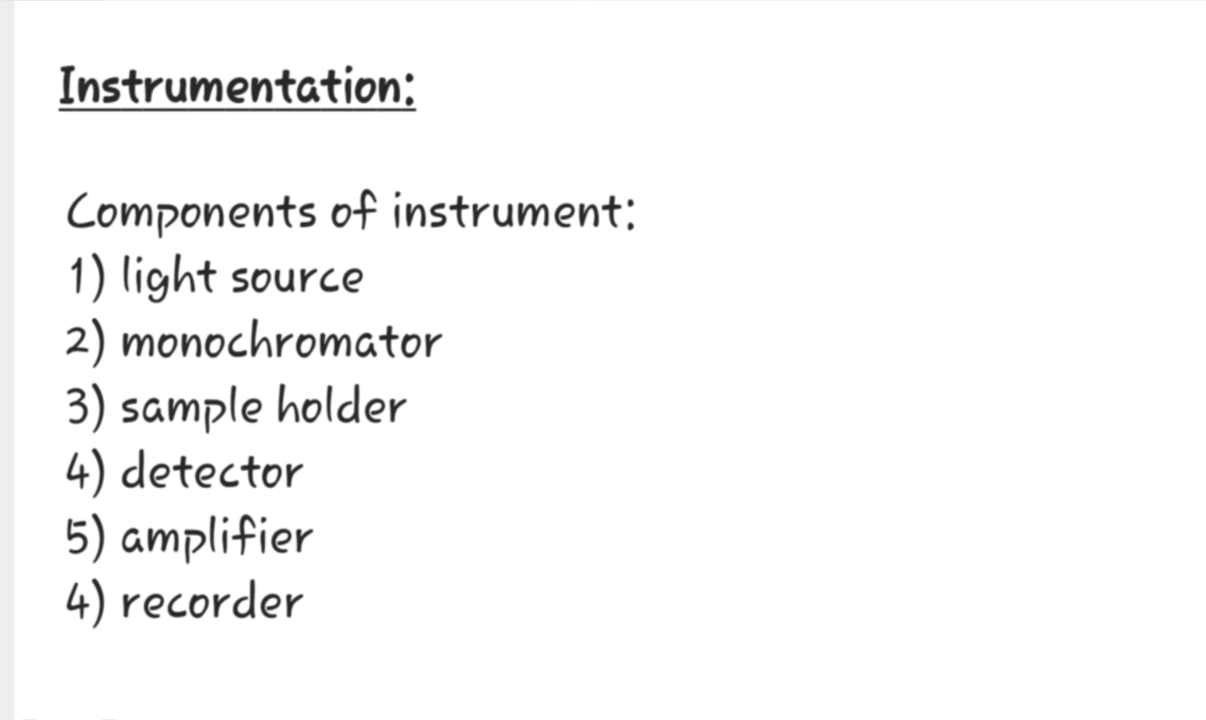 Instrumentation:
Components of instrument:
1) light source
2) monochromator
3) sample holder
4) detector
5) amplifier
4) recorder